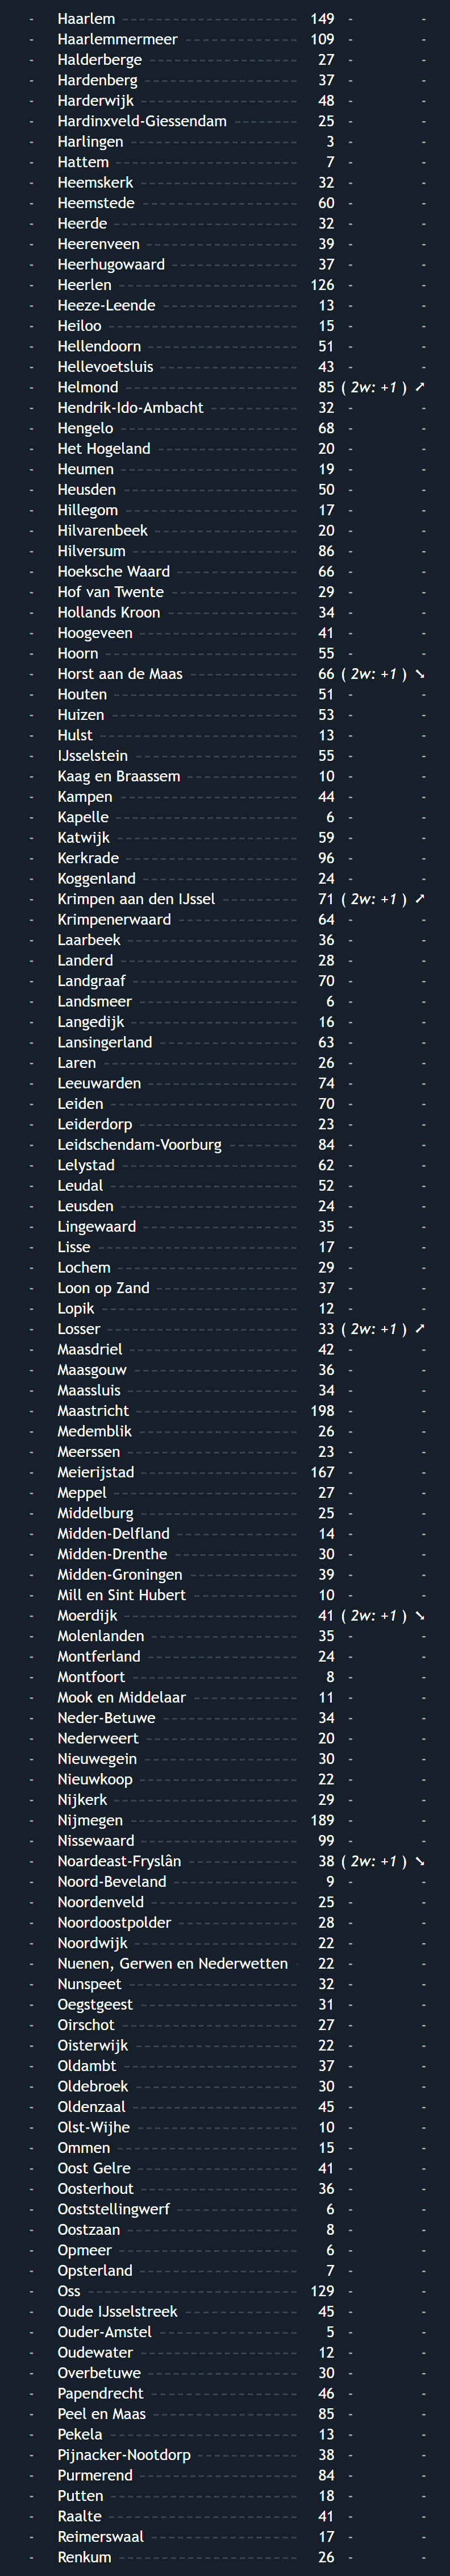 - Haarlem 149 - -
- Haarlemmermeer 109 - -
- Halderberge 27 - -
- Hardenberg 37 - -
- Harderwijk 48 - -
- Hardinxveld-Giessendam 25 - -
- Harlingen 3 - -
- Hattem 7 - -
- Heemskerk 32 - -
- Heemstede 60 - -
- Heerde 32 - -
- Heerenveen 39 - -
- Heerhugowaard 37 - -
- Heerlen 126 - -
- Heeze-Leende 13 - -
- Heiloo 15 - -
- Hellendoorn 51 - -
- Hellevoetsluis 43 - -
- Helmond 85 ( 2w: +1 ) ➚
- Hendrik-Ido-Ambacht 32 - -
- Hengelo 68 - -
- Het Hogeland 20 - -
- Heumen 19 - -
- Heusden 50 - -
- Hillegom 17 - -
- Hilvarenbeek 20 - -
- Hilversum 86 - -
- Hoeksche Waard 66 - -
- Hof van Twente 29 - -
- Hollands Kroon 34 - -
- Hoogeveen 41 - -
- Hoorn 55 - -
- Horst aan de Maas 66 ( 2w: +1 ) ➘
- Houten 51 - -
- Huizen 53 - -
- Hulst 13 - -
- IJsselstein 55 - -
- Kaag en Braassem 10 - -
- Kampen 44 - -
- Kapelle 6 - -
- Katwijk 59 - -
- Kerkrade 96 - -
- Koggenland 24 - -
- Krimpen aan den IJssel 71 ( 2w: +1 ) ➚
- Krimpenerwaard 64 - -
- Laarbeek 36 - -
- Landerd 28 - -
- Landgraaf 70 - -
- Landsmeer 6 - -
- Langedijk 16 - -
- Lansingerland 63 - -
- Laren 26 - -
- Leeuwarden 74 - -
- Leiden 70 - -
- Leiderdorp 23 - -
- Leidschendam-Voorburg 84 - -
- Lelystad 62 - -
- Leudal 52 - -
- Leusden 24 - -
- Lingewaard 35 - -
- Lisse 17 - -
- Lochem 29 - -
- Loon op Zand 37 - -
- Lopik 12 - -
- Losser 33 ( 2w: +1 ) ➚
- Maasdriel 42 - -
- Maasgouw 36 - -
- Maassluis 34 - -
- Maastricht 198 - -
- Medemblik 26 - -
- Meerssen 23 - -
- Meierijstad 167 - -
- Meppel 27 - -
- Middelburg 25 - -
- Midden-Delfland 14 - -
- Midden-Drenthe 30 - -
- Midden-Groningen 39 - -
- Mill en Sint Hubert 10 - -
- Moerdijk 41 ( 2w: +1 ) ➘
- Molenlanden 35 - -
- Montferland 24 - -
- Montfoort 8 - -
- Mook en Middelaar 11 - -
- Neder-Betuwe 34 - -
- Nederweert 20 - -
- Nieuwegein 30 - -
- Nieuwkoop 22 - -
- Nijkerk 29 - -
- Nijmegen 189 - -
- Nissewaard 99 - -
- Noardeast-Fryslân 38 ( 2w: +1 ) ➘
- Noord-Beveland 9 - -
- Noordenveld 25 - -
- Noordoostpolder 28 - -
- Noordwijk 22 - -
- Nuenen, Gerwen en Nederwetten 22 - -
- Nunspeet 32 - -
- Oegstgeest 31 - -
- Oirschot 27 - -
- Oisterwijk 22 - -
- Oldambt 37 - -
- Oldebroek 30 - -
- Oldenzaal 45 - -
- Olst-Wijhe 10 - -
- Ommen 15 - -
- Oost Gelre 41 - -
- Oosterhout 36 - -
- Ooststellingwerf 6 - -
- Oostzaan 8 - -
- Opmeer 6 - -
- Opsterland 7 - -
- Oss 129 - -
- Oude IJsselstreek 45 - -
- Ouder-Amstel 5 - -
- Oudewater 12 - -
- Overbetuwe 30 - -
- Papendrecht 46 - -
- Peel en Maas 85 - -
- Pekela 13 - -
- Pijnacker-Nootdorp 38 - -
- Purmerend 84 - -
- Putten 18 - -
- Raalte 41 - -
- Reimerswaal 17 - -
- Renkum 26 - -